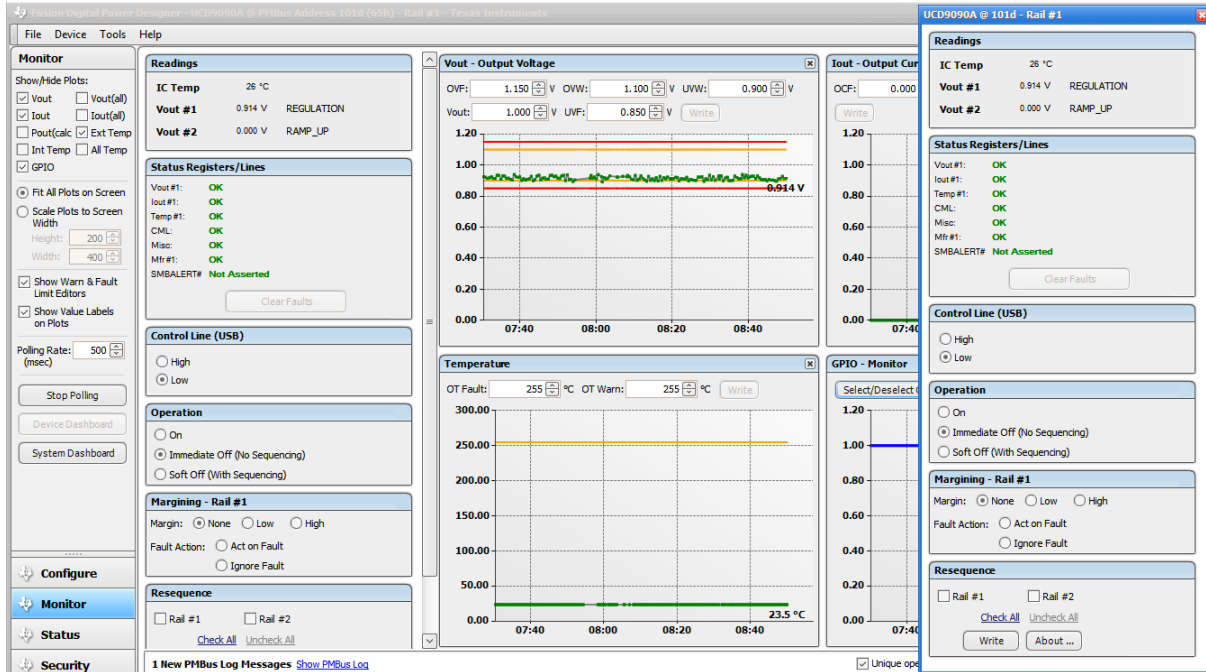 Fusion Digital Power Designer - UCD9090A @ PMBus Address 101d (65h) - Rail #1 - Texas Instruments
File Device Tools Help
Monitor
Show/Hide Plots:
Vout Vout(all)
Iout Iout(all)
Pout(calc Ext Temp
Int Temp All Temp
GPIO
Fit All Plots on Screen
Scale Plots to Screen
Width
Height: 200
Width: 400
Show Warn & Fault
Limit Editors
Show Value Labels
on Plots
Polling Rate: 500
(msec)
Stop Polling
Device Dashboard
System Dashboard
Configure
Monitor
Status
Security
Readings
IC Temp 26 °C
Vout #1 0.914 V REGULATION
Vout #2 0.000 V RAMP_UP
Status Registers/Lines
Vout #1: OK
Iout #1: OK
Temp #1: OK
CML: OK
Misc: OK
Mfr #1: OK
SMBALERT# Not Asserted
Clear Faults
Control Line (USB)
High
Low
Operation
On
Immediate Off (No Sequencing)
Soft Off (With Sequencing)
Margining - Rail #1
Margin: None Low High
Fault Action: Act on Fault
Ignore Fault
Resequence
Rail #1 Rail #2
Check All Uncheck All
1 New PMBus Log Messages Show PMBus Log
Vout - Output Voltage
OVF: 1.150 V OVW: 1.100 V UVW: 0.900 V
Vout: 1.000 V UVF: 0.850 V Write
1.20
1.00
0.80
0.60
0.40
0.20
0.00
0.914 V
07:40 08:00 08:20 08:40
Temperature
OT Fault: 255 °C OT Warn: 255 °C Write
300.00
250.00
200.00
150.00
100.00
50.00
0.00
23.5 °C
07:40 08:00 08:20 08:40
Iout - Output Cur
OCF: 0.000
Write
1.20
1.00
0.80
0.60
0.40
0.20
0.00
07:40
GPIO - Monitor
Select/Deselect
1.20
1.00
0.80
0.60
0.40
0.20
0.00
07:40
Unique ope
UCD9090A @ 101d - Rail #1
Readings
IC Temp 26 °C
Vout #1 0.914 V REGULATION
Vout #2 0.000 V RAMP_UP
Status Registers/Lines
Vout #1: OK
Iout #1: OK
Temp #1: OK
CML: OK
Misc: OK
Mfr #1: OK
SMBALERT# Not Asserted
Clear Faults
Control Line (USB)
High
Low
Operation
On
Immediate Off (No Sequencing)
Soft Off (With Sequencing)
Margining - Rail #1
Margin: None Low High
Fault Action: Act on Fault
Ignore Fault
Resequence
Rail #1 Rail #2
Check All Uncheck All
Write About ...